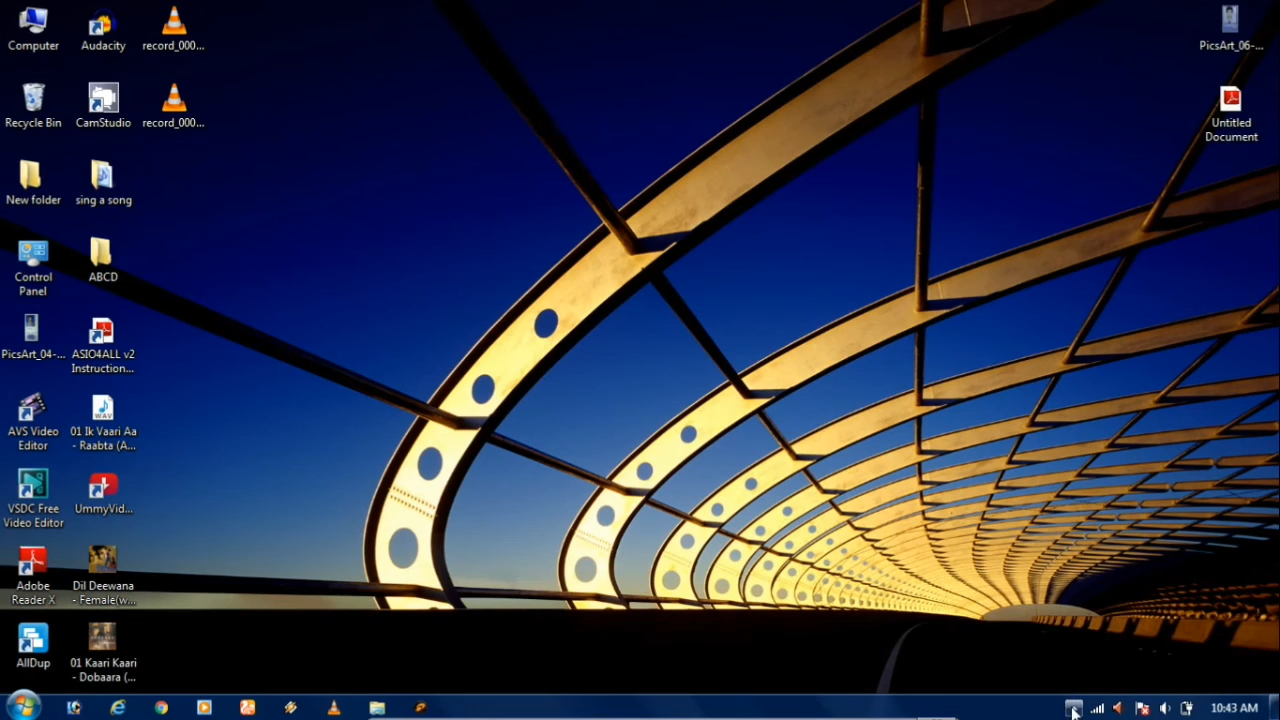 Computer
Audacity
record_000...
PicsArt_06-...
Recycle Bin
CamStudio
record_000...
Untitled
Document
New folder
sing a song
Control
Panel
ABCD
PicsArt_04-...
ASIO4ALL v2
Instruction...
AVS Video
Editor
WAV
01 Ik Vaari Aa
- Raabta (A...
VSDC Free
Video Editor
UmmyVid...
Adobe
Reader X
Dil Deewana
- Female(w...
AllDup
01 Kaari Kaari
- Dobaara (...
10:43 AM